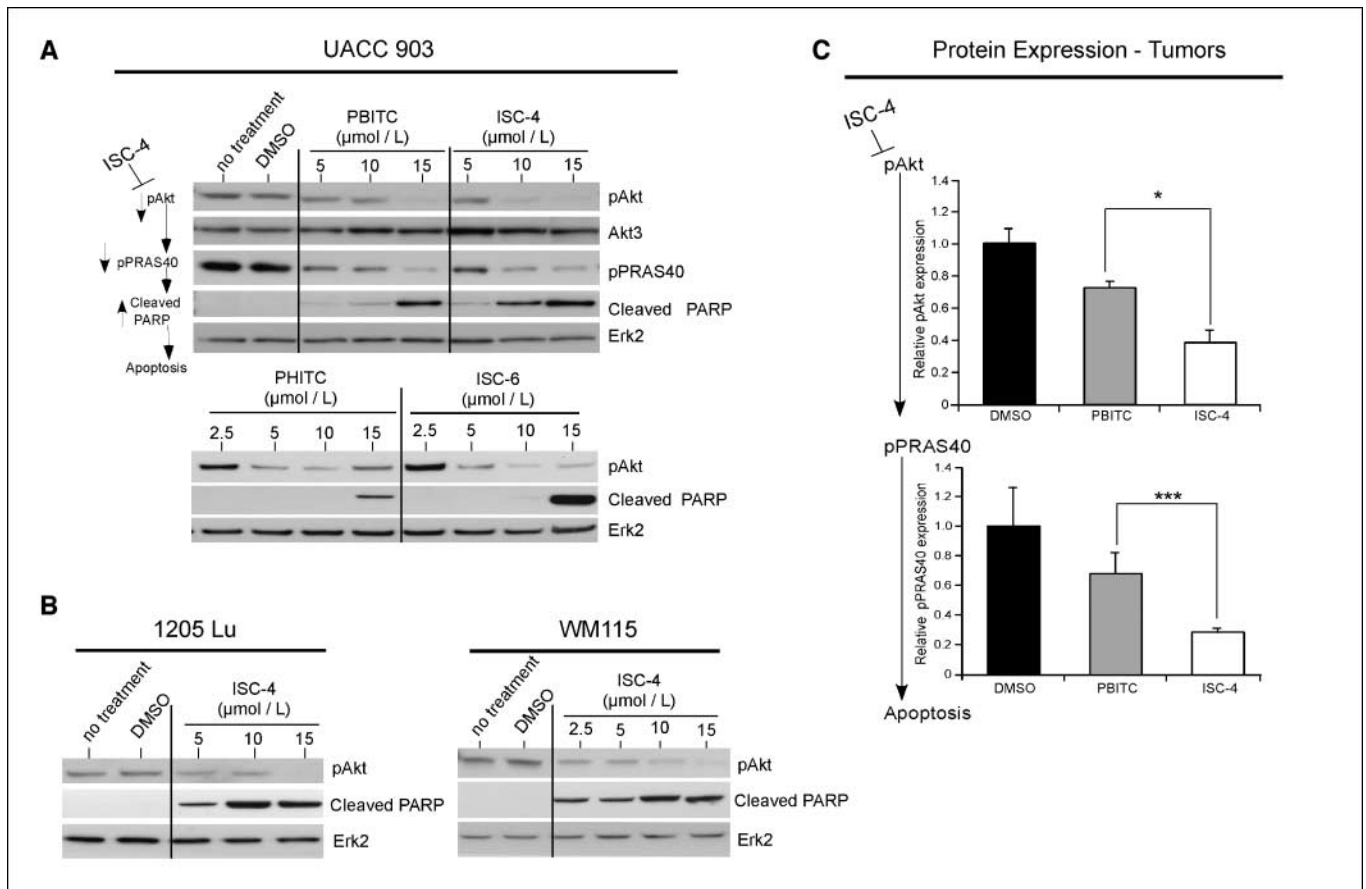 A
UACC 903
no treatment
DMSO
PBITC
(µmol / L)
ISC-4
(µmol / L)
5 10 15 5 10 15
ISC-4
pAkt
pPRAS40
Cleaved
PARP
Apoptosis
pAkt
Akt3
pPRAS40
Cleaved PARP
Erk2
PHITC
(µmol / L)
ISC-6
(µmol / L)
2.5 5 10 15 2.5 5 10 15
pAkt
Cleaved PARP
Erk2
B
1205 Lu
no treatment
DMSO
ISC-4
(µmol / L)
5 10 15
pAkt
Cleaved PARP
Erk2
WM115
no treatment
DMSO
ISC-4
(µmol / L)
2.5 5 10 15
pAkt
Cleaved PARP
Erk2
C
Protein Expression - Tumors
ISC-4
pAkt
Relative pAkt expression
1.4
1.2
1.0
0.8
0.6
0.4
0.2
0
*
DMSO PBITC ISC-4
pPRAS40
Relative pPRAS40 expression
1.4
1.2
1.0
0.8
0.6
0.4
0.2
0
***
DMSO PBITC ISC-4
Apoptosis